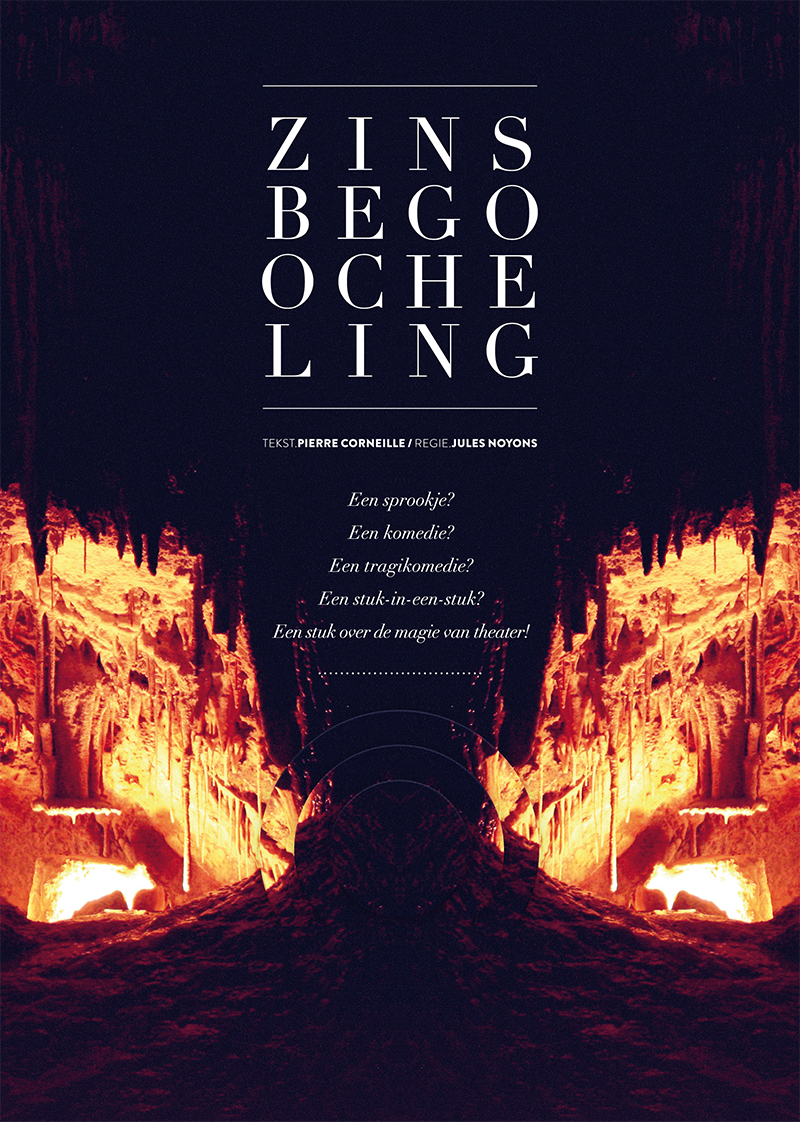 ZINS
BEGO
OCHE
LING
TEKST.PIERRE CORNEILLE / REGIE.JULES NOYONS
Een sprookje?
Een komedie?
Een tragikomedie?
Een stuk-in-een-stuk?
Een stuk over de magie van theater!